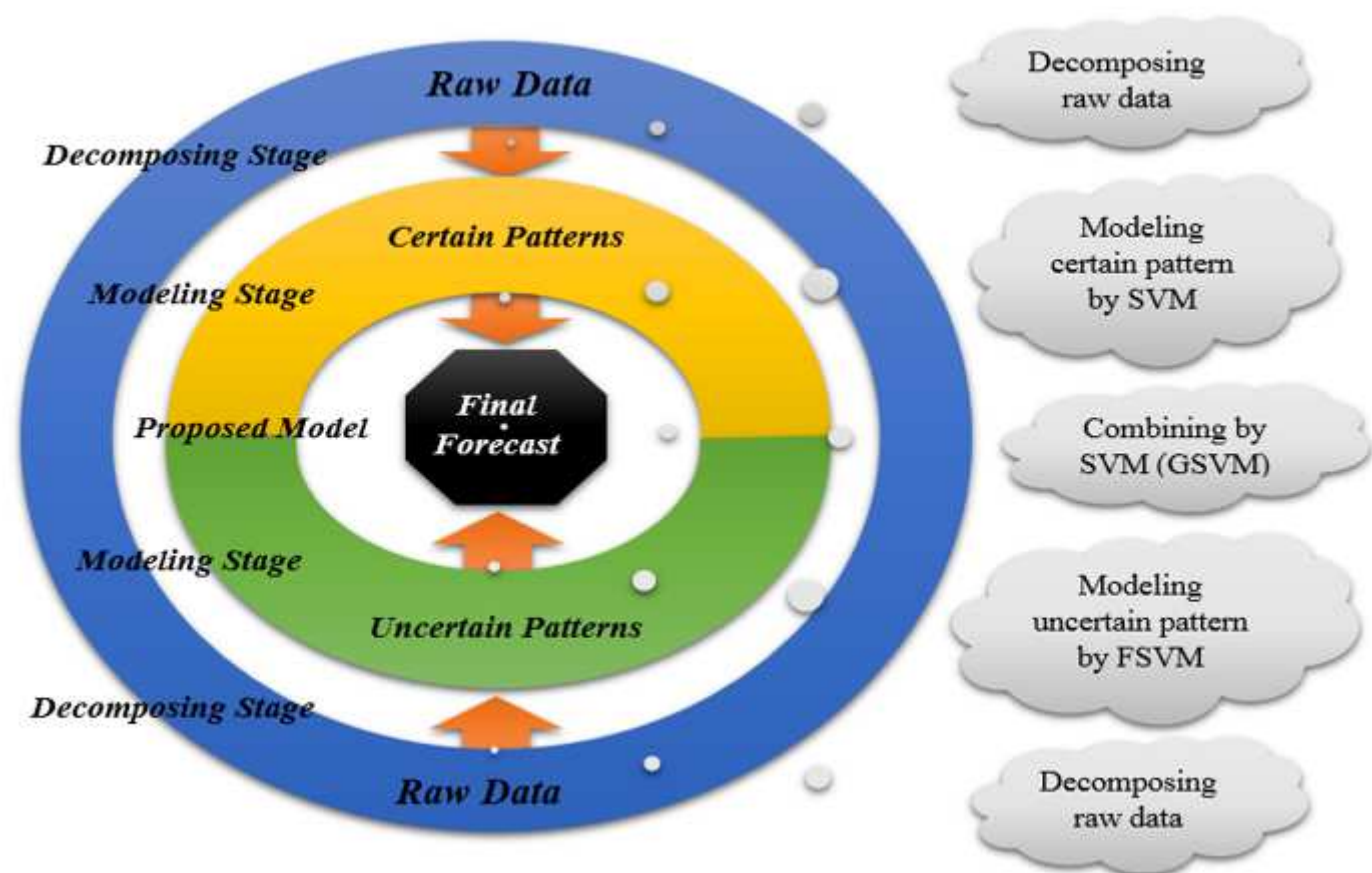 Raw Data
Decomposing Stage
Certain Patterns
Modeling Stage
Final
Forecast
Proposed Model
Modeling Stage
Uncertain Patterns
Decomposing Stage
Raw Data
Decomposing
raw data
Modeling
certain pattern
by SVM
Combining by
SVM (GSVM)
Modeling
uncertain pattern
by FSVM
Decomposing
raw data